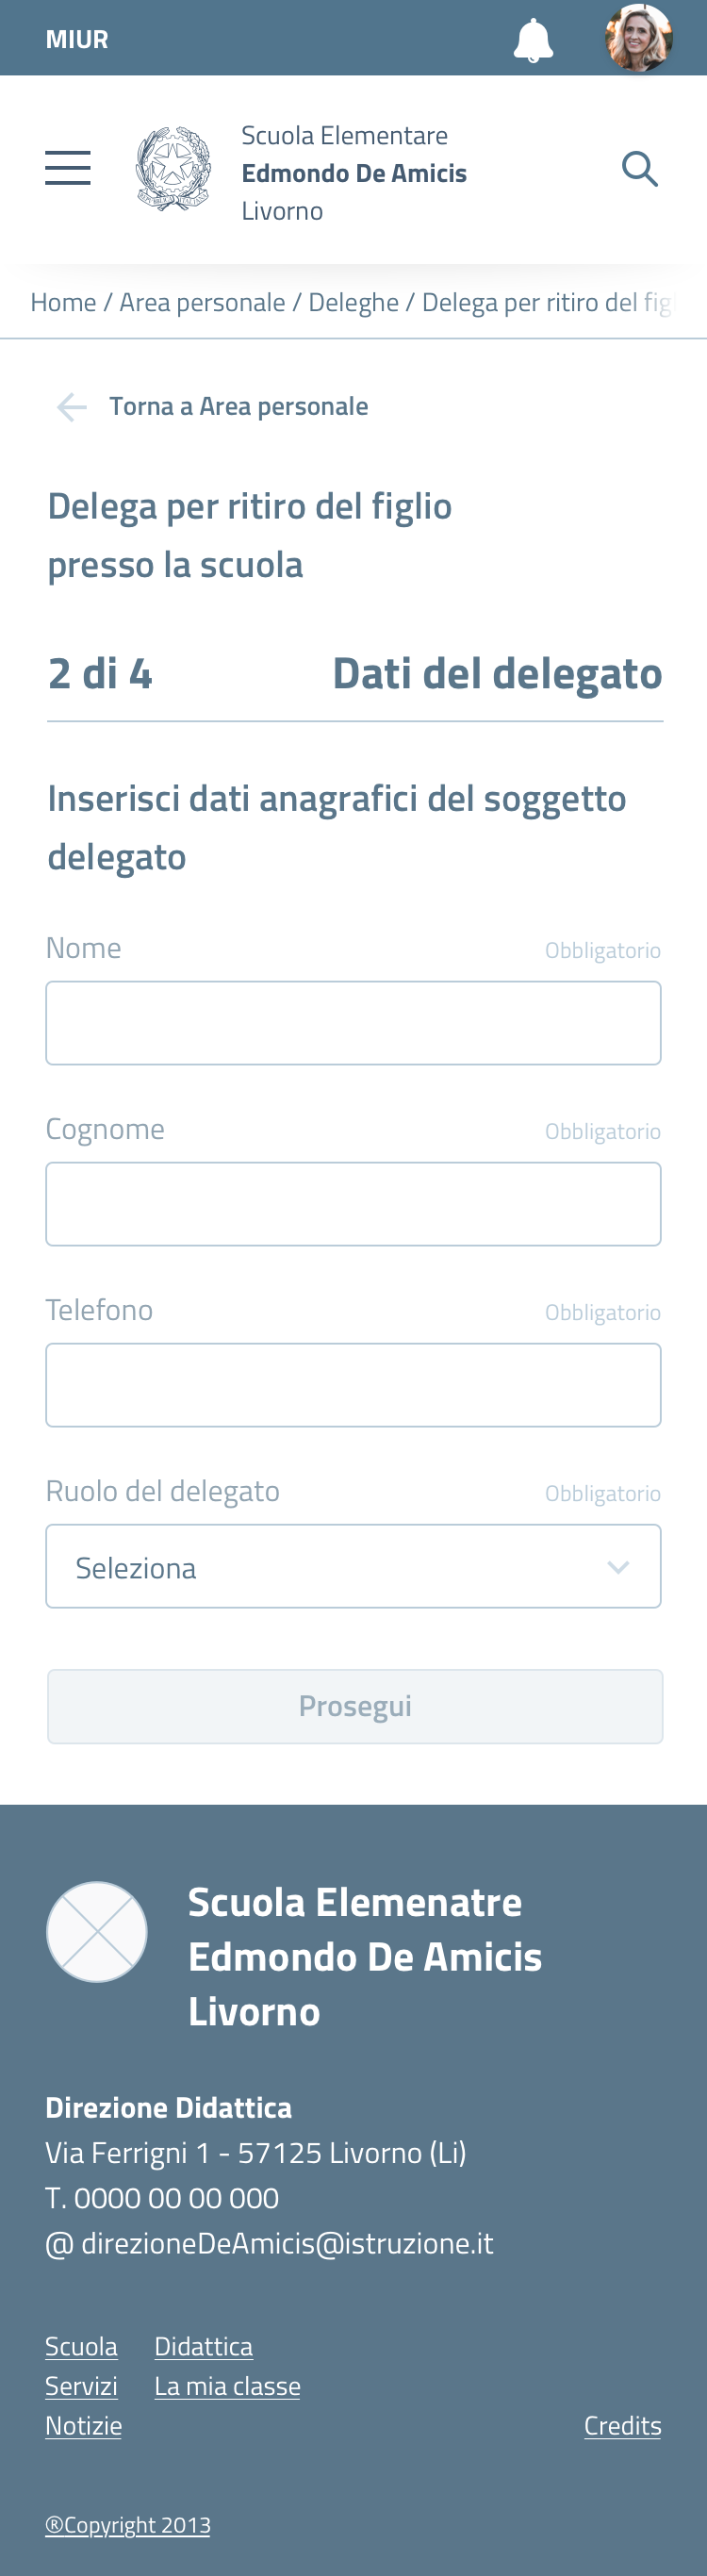 MIUR
Scuola Elementare
Edmondo De Amicis
Livorno
REPVBBLICA ITALIANA
Home / Area personale / Deleghe / Delega per ritiro del figl
Torna a Area personale
Delega per ritiro del figlio
presso la scuola
2 di 4 Dati del delegato
Inserisci dati anagrafici del soggetto
delegato
Nome Obbligatorio
Cognome Obbligatorio
Telefono Obbligatorio
Ruolo del delegato Obbligatorio
Seleziona
Prosegui
Scuola Elemenatre
Edmondo De Amicis
Livorno
Direzione Didattica
Via Ferrigni 1 - 57125 Livorno (Li)
T. 0000 00 00 000
@ direzioneDeAmicis@istruzione.it
Scuola Didattica
Servizi La mia classe
Notizie Credits
®Copyright 2013